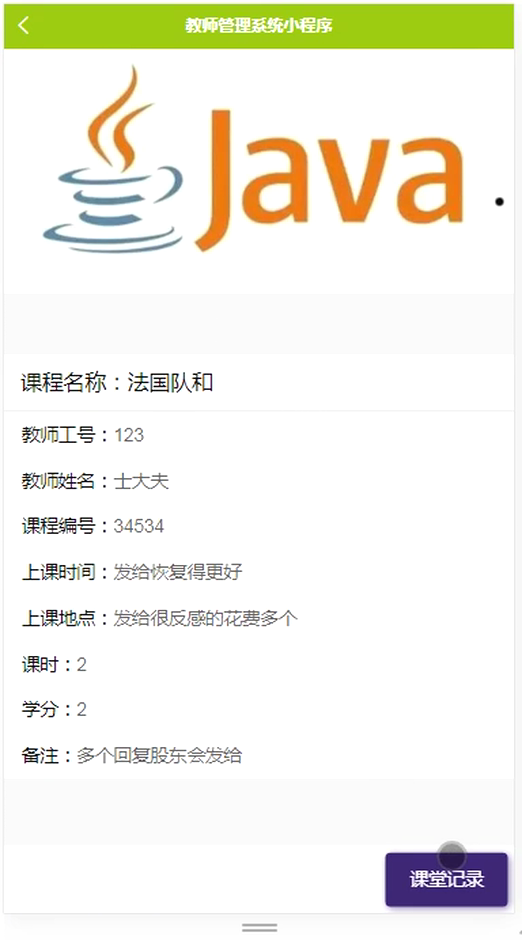 教师管理系统小程序
Java
课程名称：法国队和
教师工号：123
教师姓名：士大夫
课程编号：34534
上课时间：发给恢复得更好
上课地点：发给很反感的花费多个
课时：2
学分：2
备注：多个回复股东会发给
课堂记录